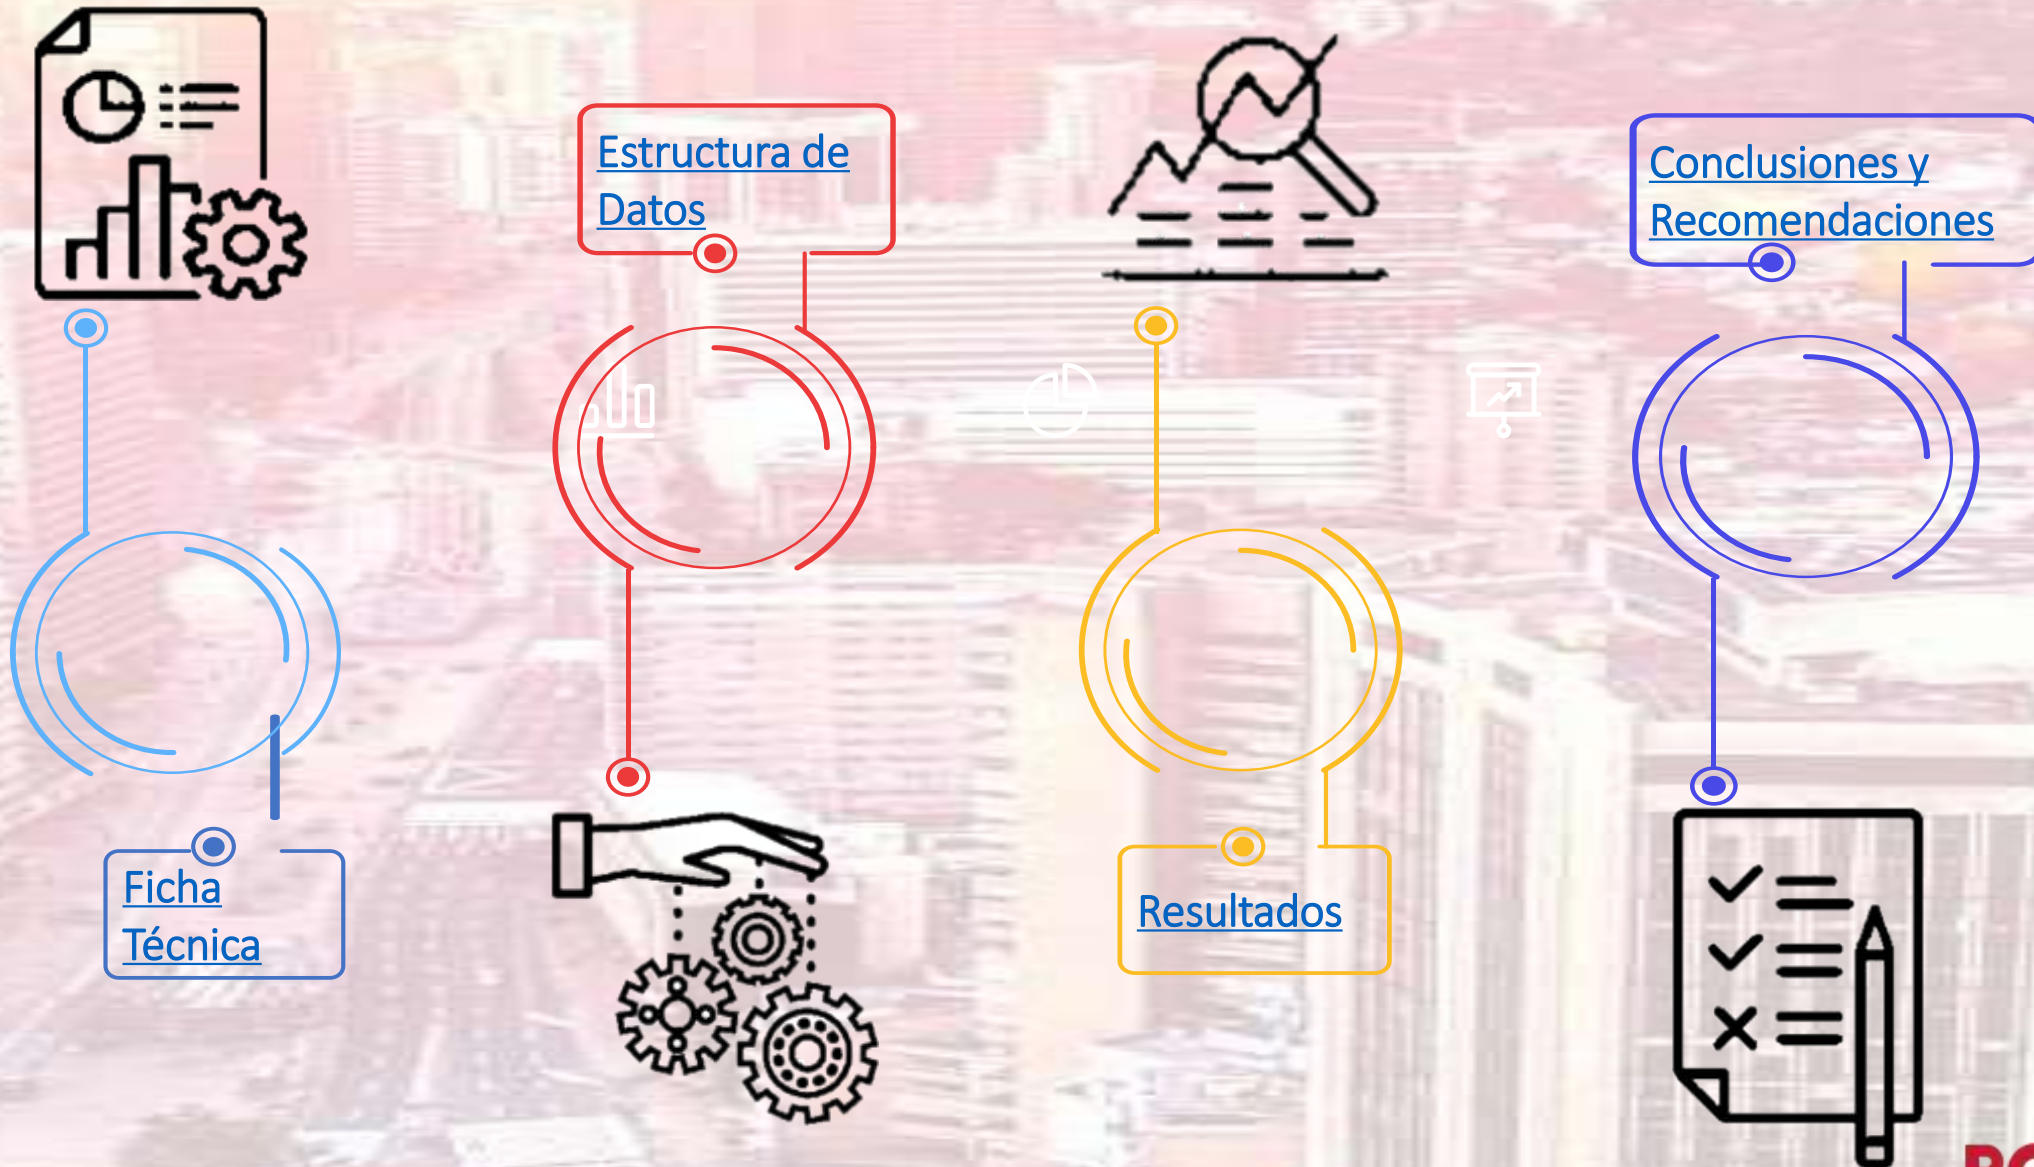 Ficha
Técnica
Estructura de
Datos
Resultados
Conclusiones y
Recomendaciones